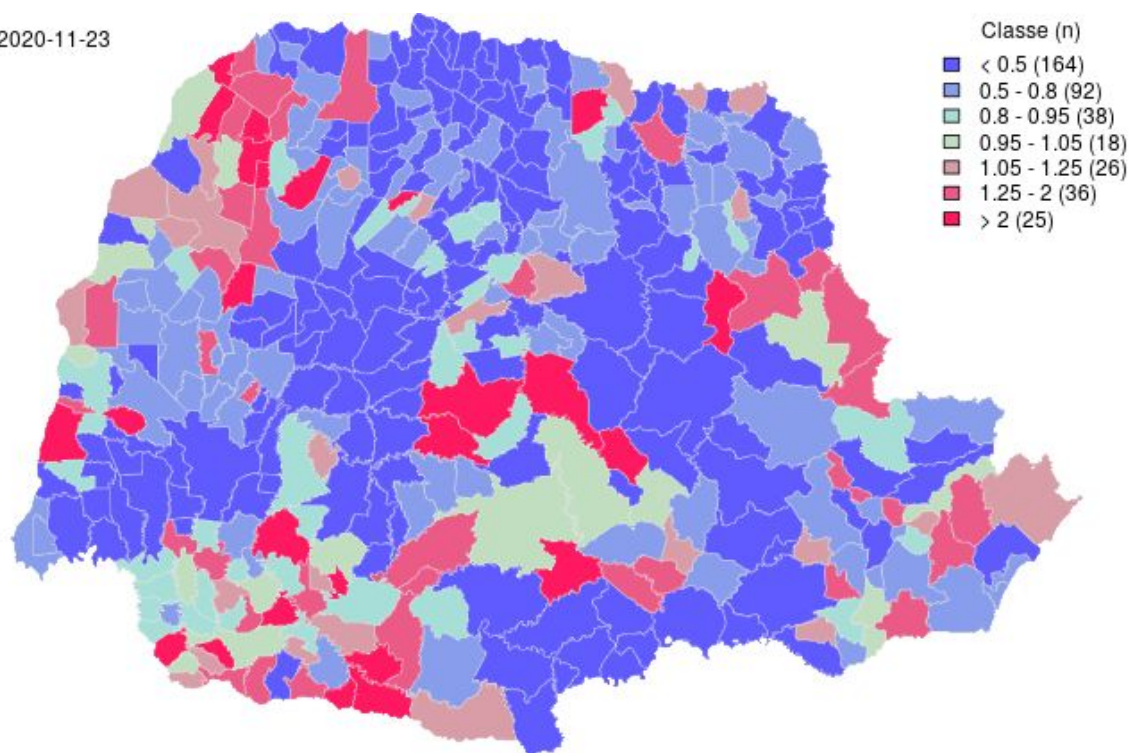 2020-11-23
Classe (n)
< 0.5 (164)
0.5 - 0.8 (92)
0.8 - 0.95 (38)
0.95 - 1.05 (18)
1.05 - 1.25 (26)
1.25 - 2 (36)
> 2 (25)